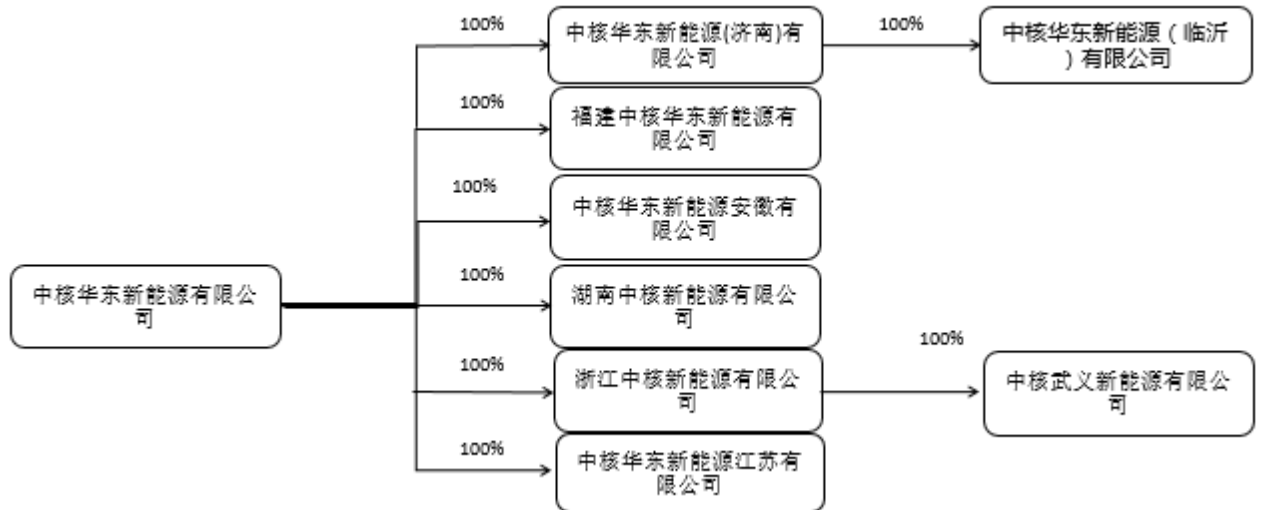 100%
中核华东新能源(济南)有
限公司
100%
中核华东新能源（临沂
）有限公司
100%
福建中核华东新能源有
限公司
100%
中核华东新能源安徽有
限公司
中核华东新能源有限公
司
100%
湖南中核新能源有限公
司
100%
浙江中核新能源有限公
司
100%
中核武义新能源有限公
司
100%
中核华东新能源江苏有
限公司